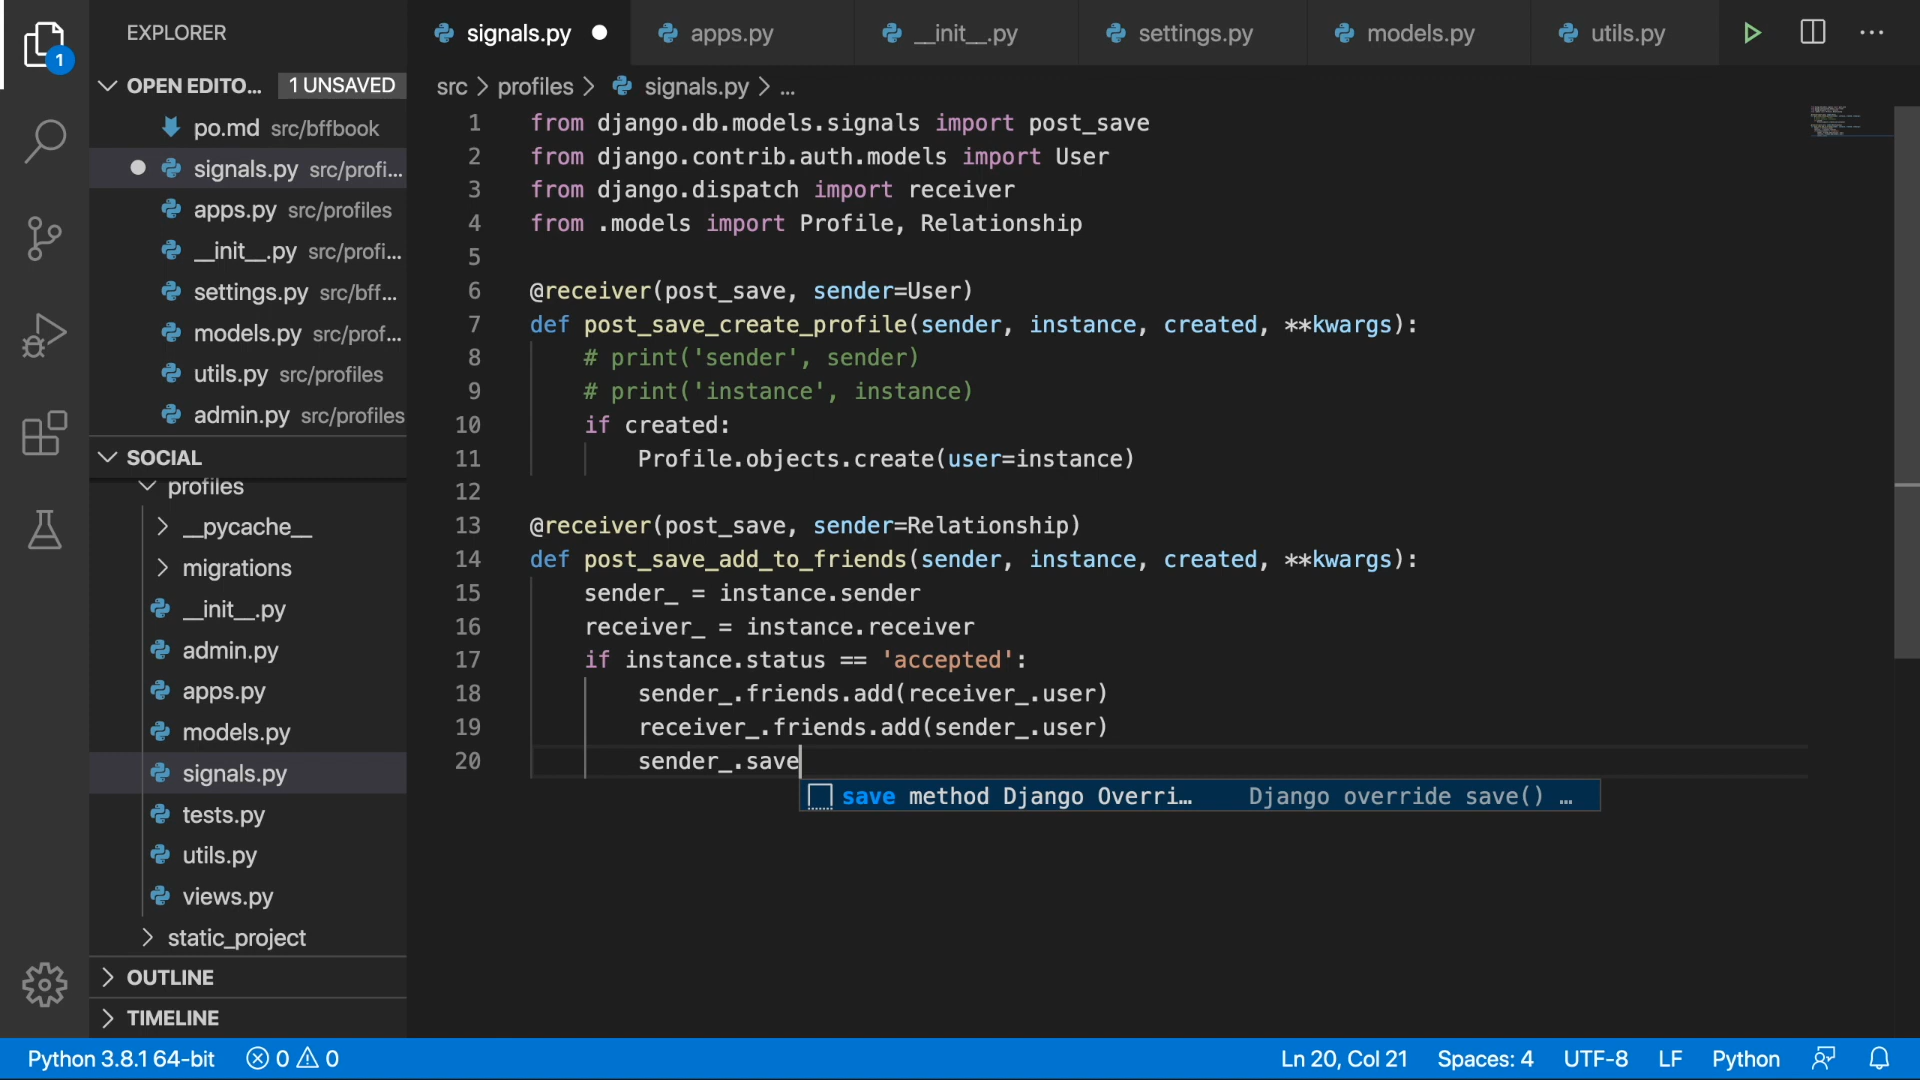 EXPLORER
1
OPEN EDITO...
1 UNSAVED
po.md src/bffbook
signals.py src/profi...
apps.py src/profiles
__init__.py src/profi...
settings.py src/bff...
models.py src/prof...
utils.py src/profiles
admin.py src/profiles
SOCIAL
profiles
__pycache__
migrations
__init__.py
admin.py
apps.py
models.py
signals.py
tests.py
utils.py
views.py
static_project
OUTLINE
TIMELINE
signals.py
apps.py
__init__.py
settings.py
models.py
utils.py
src > profiles > signals.py > ...
1 from django.db.models.signals import post_save
2 from django.contrib.auth.models import User
3 from django.dispatch import receiver
4 from .models import Profile, Relationship
5
6 @receiver(post_save, sender=User)
7 def post_save_create_profile(sender, instance, created, **kwargs):
8 # print('sender', sender)
9 # print('instance', instance)
10 if created:
11 Profile.objects.create(user=instance)
12
13 @receiver(post_save, sender=Relationship)
14 def post_save_add_to_friends(sender, instance, created, **kwargs):
15 sender_ = instance.sender
16 receiver_ = instance.receiver
17 if instance.status == 'accepted':
18 sender_.friends.add(receiver_.user)
19 receiver_.friends.add(sender_.user)
20 sender_.save
save method Django Overri... Django override save() ...
Python 3.8.1 64-bit 0 0
Ln 20, Col 21 Spaces: 4 UTF-8 LF Python